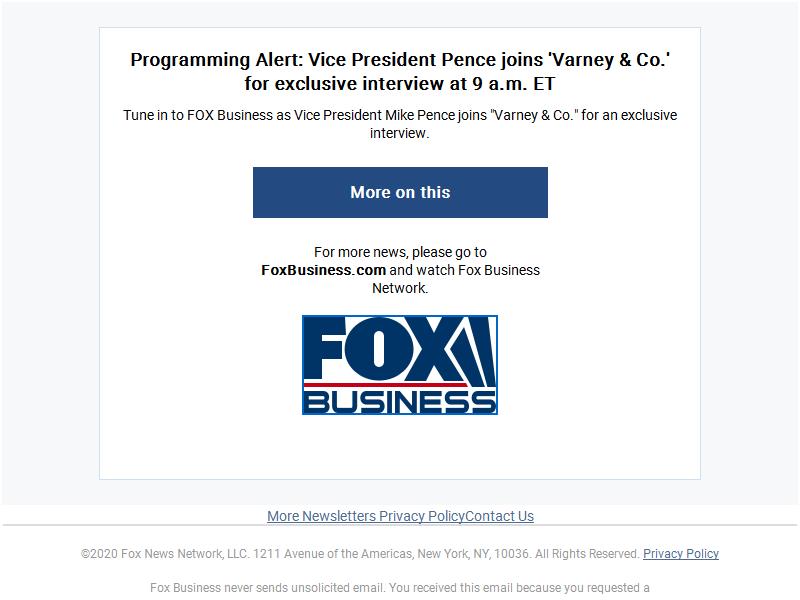 Programming Alert: Vice President Pence joins 'Varney & Co.'
for exclusive interview at 9 a.m. ET
Tune in to FOX Business as Vice President Mike Pence joins "Varney & Co." for an exclusive
interview.
More on this
For more news, please go to
FoxBusiness.com and watch Fox Business
Network.
FOX
BUSINESS
More Newsletters Privacy PolicyContact Us
©2020 Fox News Network, LLC. 1211 Avenue of the Americas, New York, NY, 10036. All Rights Reserved. Privacy Policy
Fox Business never sends unsolicited email. You received this email because you requested a